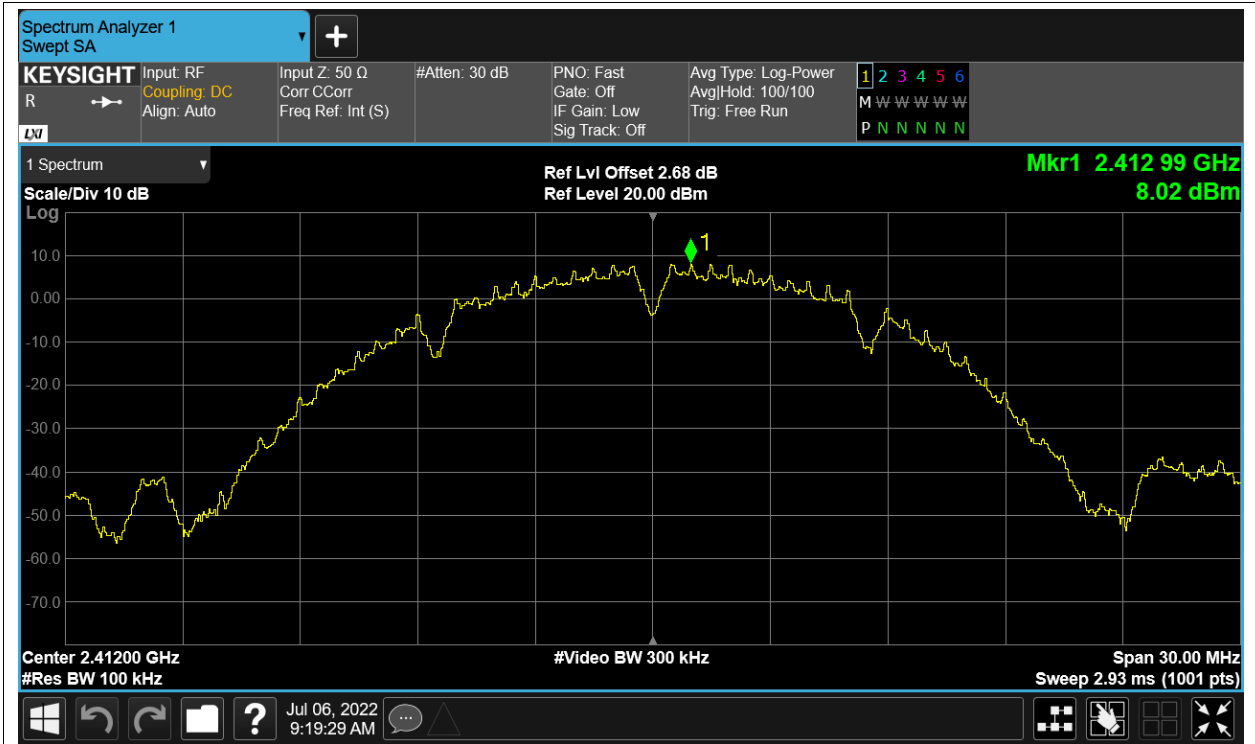 Spectrum Analyzer 1
Swept SA
+
KEYSIGHT
R
LXI
Input: RF
Coupling: DC
Align: Auto
Input Z: 50 Ω
Corr CCorr
Freq Ref: Int (S)
#Atten: 30 dB
PNO: Fast
Gate: Off
IF Gain: Low
Sig Track: Off
Avg Type: Log-Power
Avg|Hold: 100/100
Trig: Free Run
1 2 3 4 5 6
M W W W W W
P N N N N N
1 Spectrum
Scale/Div 10 dB
Log
Ref Lvl Offset 2.68 dB
Ref Level 20.00 dBm
Mkr1 2.412 99 GHz
8.02 dBm
1
10.0
0.00
-10.0
-20.0
-30.0
-40.0
-50.0
-60.0
-70.0
Center 2.41200 GHz
#Res BW 100 kHz
#Video BW 300 kHz
Span 30.00 MHz
Sweep 2.93 ms (1001 pts)
?
Jul 06, 2022
9:19:29 AM